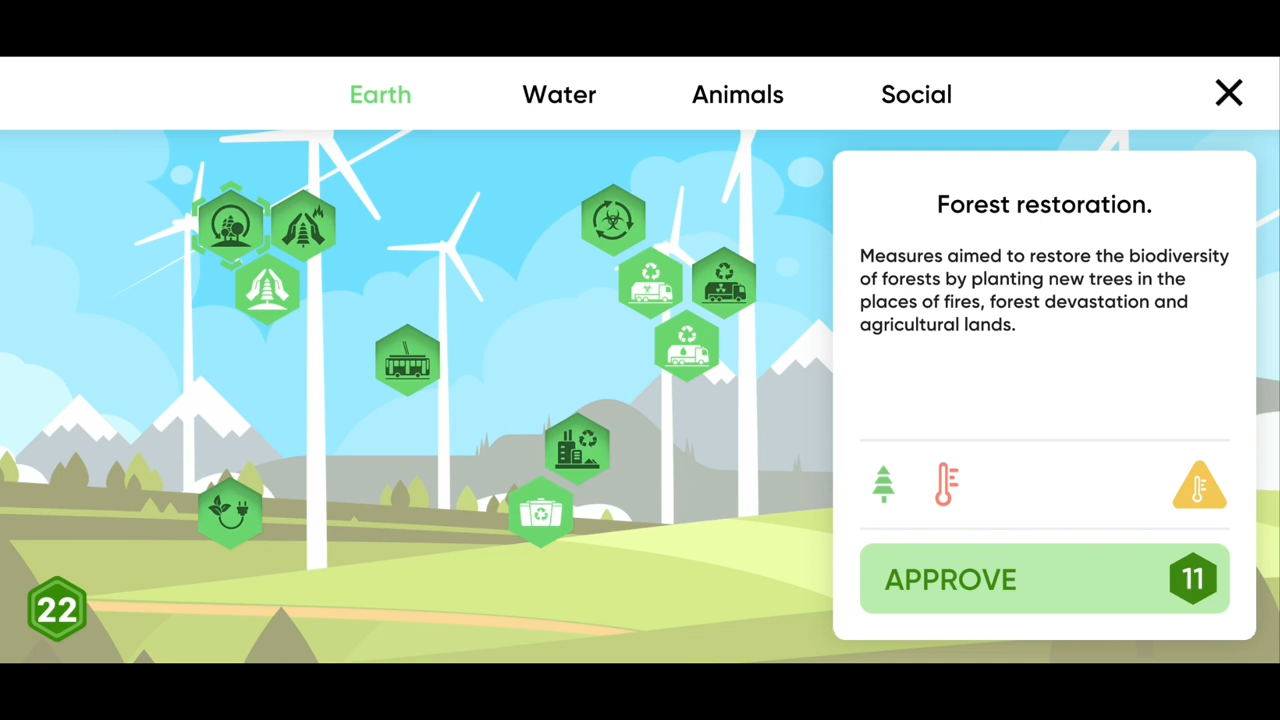 Earth
Water
Animals
Social
Forest restoration.
Measures aimed to restore the biodiversity
of forests by planting new trees in the
places of fires, forest devastation and
agricultural lands.
APPROVE
11
22